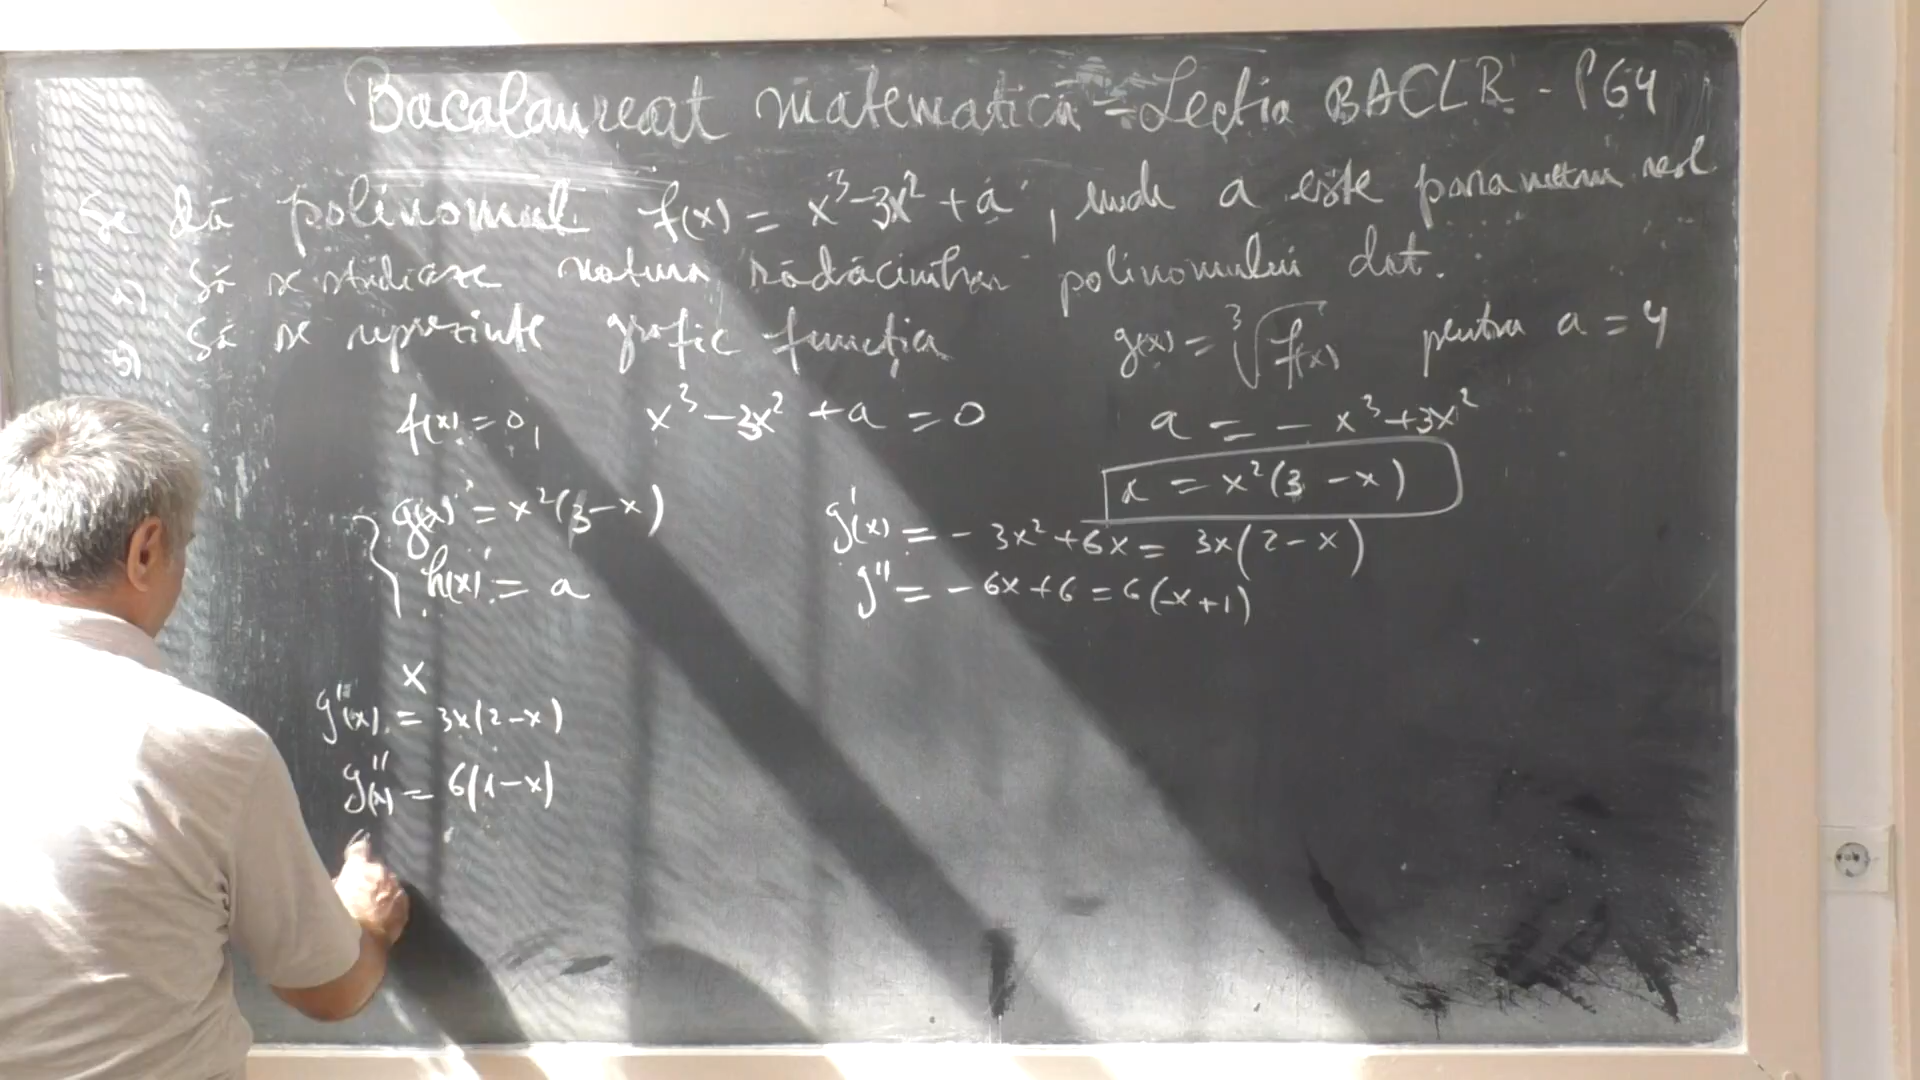 Bacalaureat matematica - Lectia BACLR - P64
Se dă polinomul f(x) = x³-3x² + a, unde a este parametru real
a) Să se studieze natura rădăcinilor polinomului dat.
b) Să se reprezinte grafic funcția g(x) = ∛f(x) pentru a = 4
f(x) = 0, x³ - 3x² + a = 0 a = - x³ + 3x²
a = x²(3 - x)
g(x) = x²(3 - x) g'(x) = - 3x² + 6x = 3x(2 - x)
h(x) = a g'' = - 6x + 6 = 6(-x + 1)
x
g'(x) = 3x(2 - x)
g''(x) = 6(1 - x)